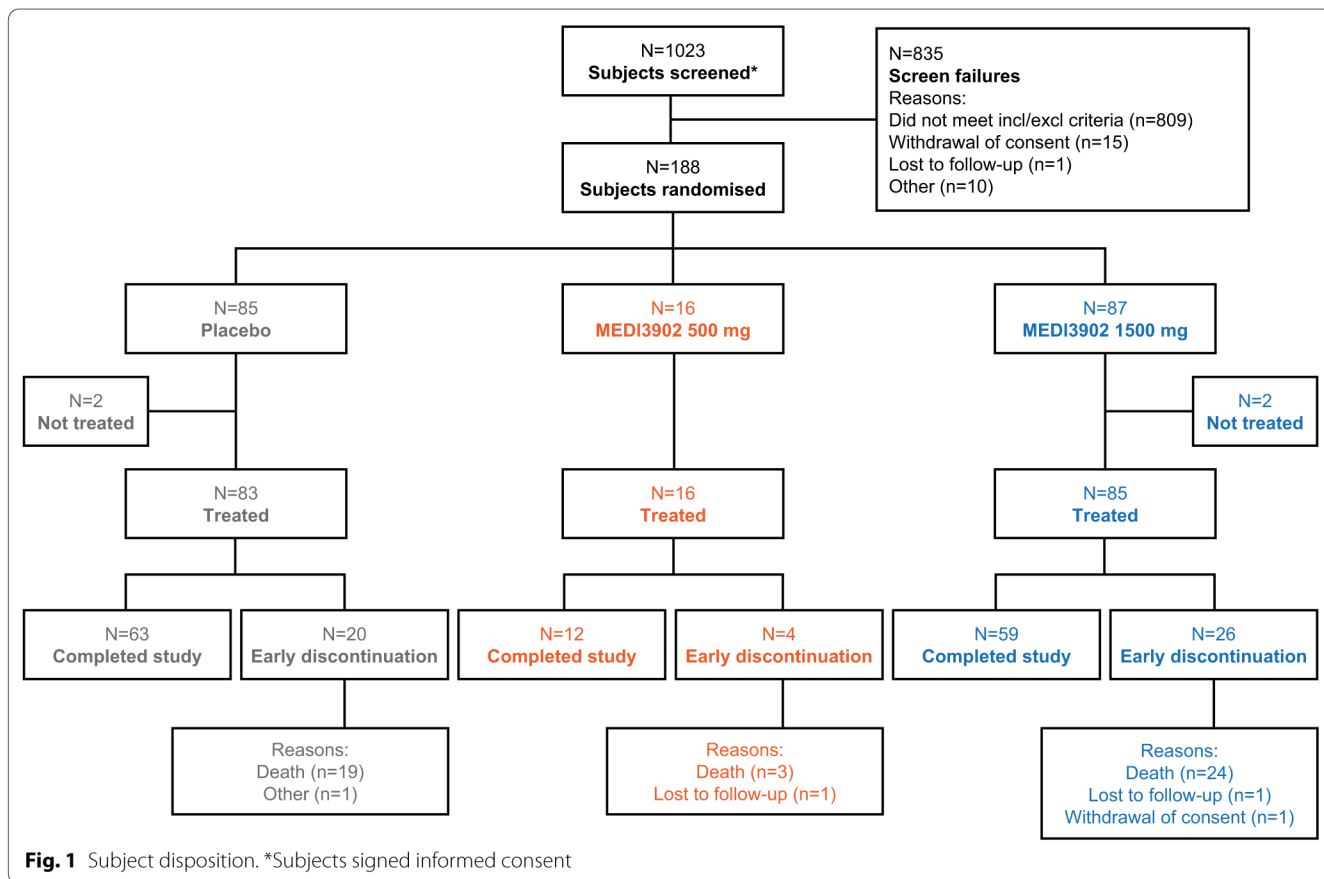 N=1023
Subjects screened*
N=835
Screen failures
Reasons:
Did not meet incl/excl criteria (n=809)
Withdrawal of consent (n=15)
Lost to follow-up (n=1)
Other (n=10)
N=188
Subjects randomised
N=85
Placebo
N=16
MEDI3902 500 mg
N=87
MEDI3902 1500 mg
N=2
Not treated
N=2
Not treated
N=83
Treated
N=16
Treated
N=85
Treated
N=63
Completed study
N=20
Early discontinuation
N=12
Completed study
N=4
Early discontinuation
N=59
Completed study
N=26
Early discontinuation
Reasons:
Death (n=19)
Other (n=1)
Reasons:
Death (n=3)
Lost to follow-up (n=1)
Reasons:
Death (n=24)
Lost to follow-up (n=1)
Withdrawal of consent (n=1)
Fig. 1 Subject disposition. *Subjects signed informed consent